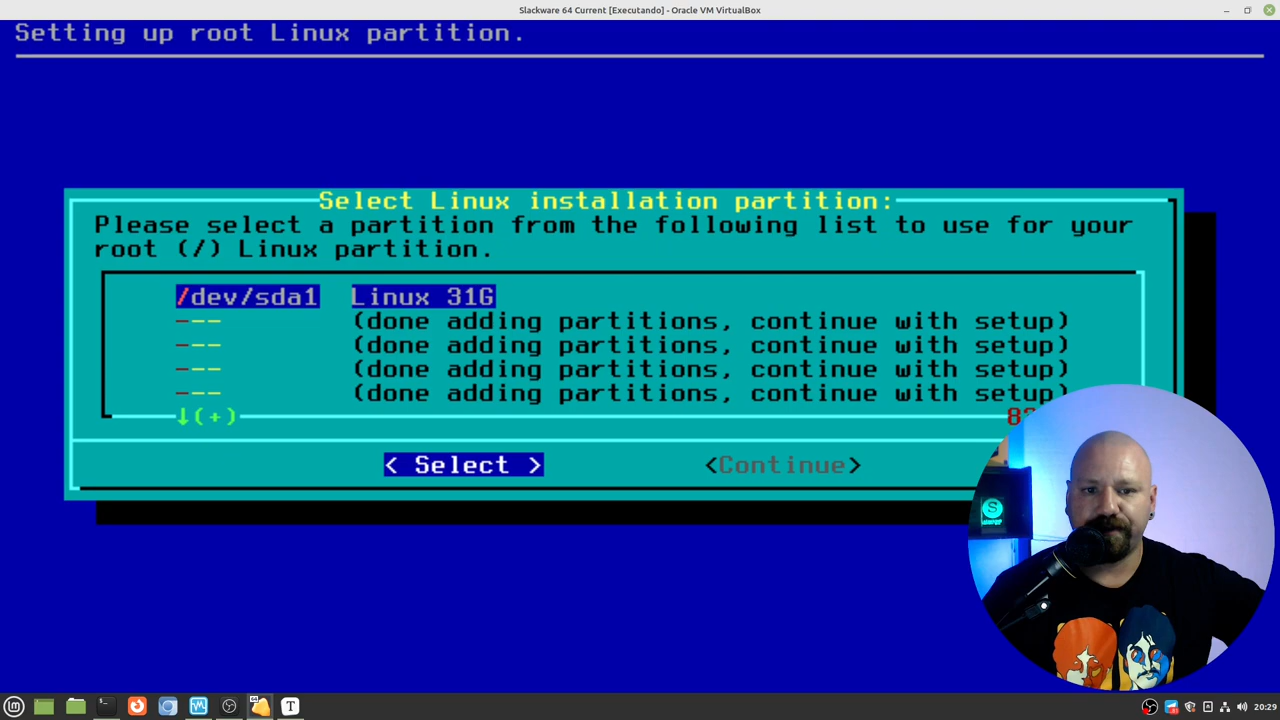 Slackware 64 Current [Executando] - Oracle VM VirtualBox
Setting up root Linux partition.
Select Linux installation partition:
Please select a partition from the following list to use for your
root (/) Linux partition.
/dev/sda1 Linux 31G
--- (done adding partitions, continue with setup)
--- (done adding partitions, continue with setup)
--- (done adding partitions, continue with setup)
--- (done adding partitions, continue with setup)
↓(+)
< Select > <Continue>
20:29